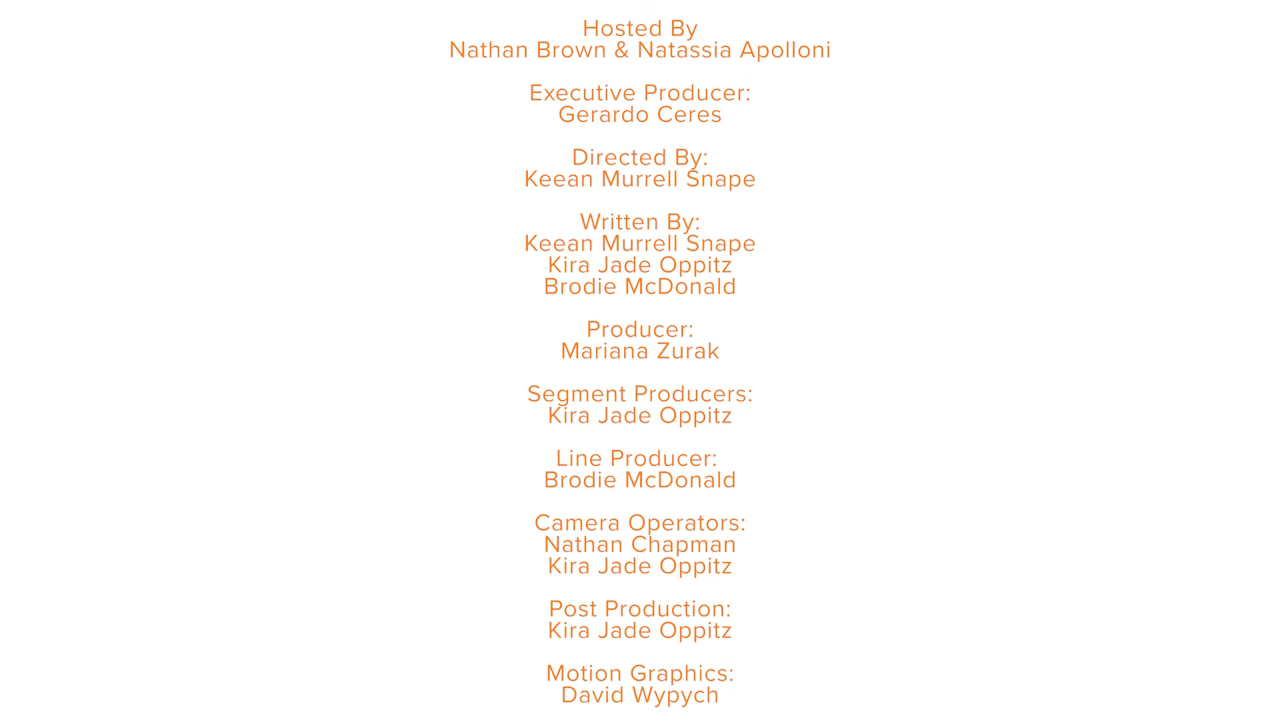 Hosted By
Nathan Brown & Natassia Apolloni
Executive Producer:
Gerardo Ceres
Directed By:
Keean Murrell Snape
Written By:
Keean Murrell Snape
Kira Jade Oppitz
Brodie McDonald
Producer:
Mariana Zurak
Segment Producers:
Kira Jade Oppitz
Line Producer:
Brodie McDonald
Camera Operators:
Nathan Chapman
Kira Jade Oppitz
Post Production:
Kira Jade Oppitz
Motion Graphics:
David Wypych